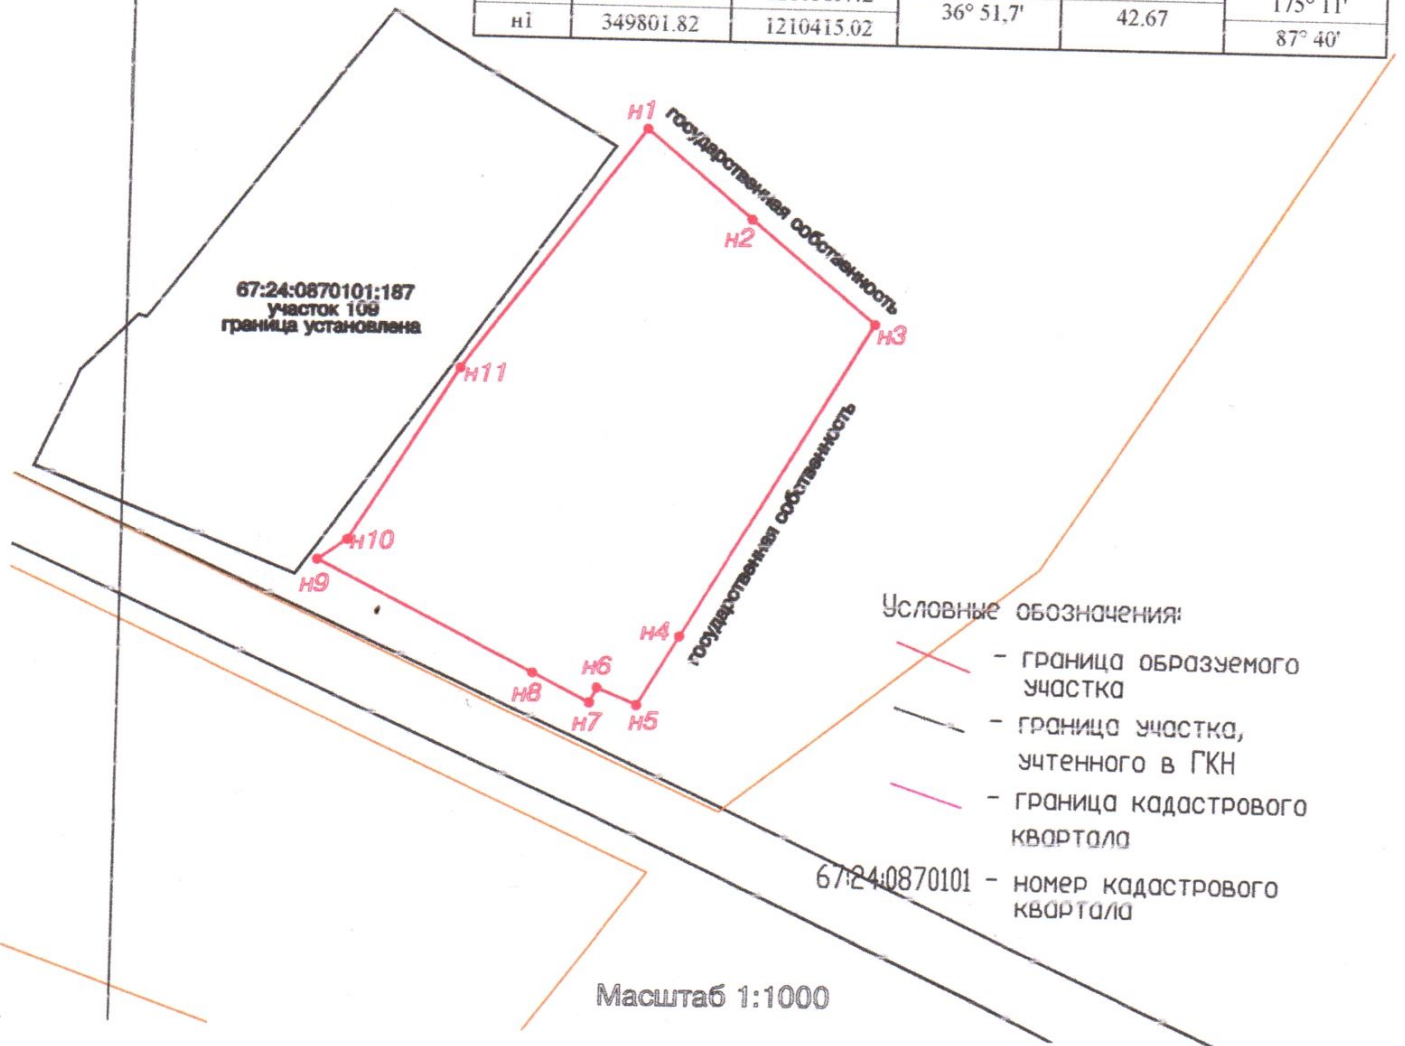 36° 51,7'
42.67
175° 11'
н1
349801.82
1210415.02
87° 40'
н1
государственная собственность
н2
н3
67:24:0870101:187
участок 109
граница установлена
н11
государственная собственность
н10
н9
н4
н6
н8
н7
н5
Условные обозначения:
- граница образуемого
участка
- граница участка,
учтенного в ГКН
- граница кадастрового
квартала
67:24:0870101 - номер кадастрового
квартала
Масштаб 1:1000